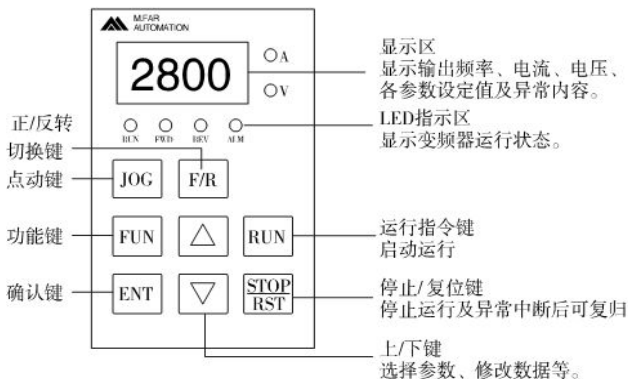 M.FAR
AUTOMATION
2800
A
V
RUN FWD REV ALM
JOG F/R
FUN △ RUN
ENT ▽ STOP
RST
正/反转
切换键
点动键
功能键
确认键
显示区
显示输出频率、电流、电压、
各参数设定值及异常内容。
LED指示区
显示变频器运行状态。
运行指令键
启动运行
停止/复位键
停止运行及异常中断后可复归
上/下键
选择参数、修改数据等。